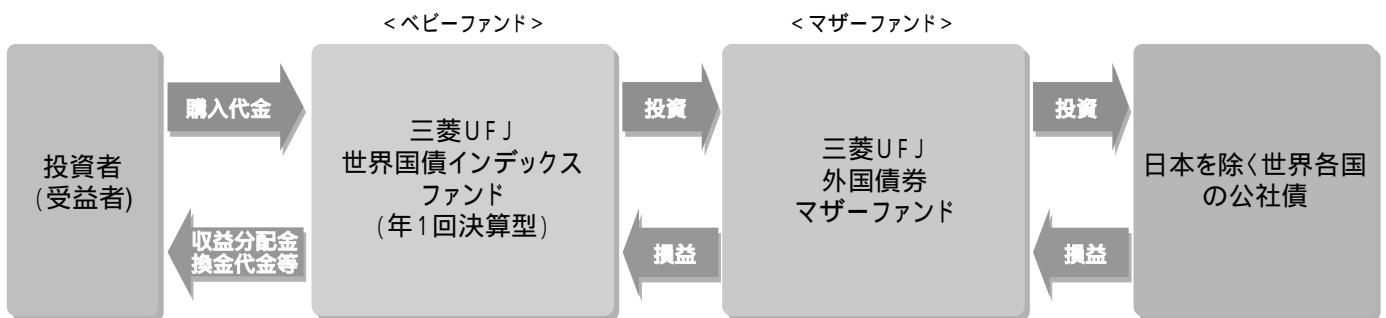 <ベビーファンド>
<マザーファンド>
投資者
(受益者)
購入代金
収益分配金
換金代金等
三菱UFJ
世界国債インデックス
ファンド
(年1回決算型)
投資
損益
三菱UFJ
外国債券
マザーファンド
投資
損益
日本を除く世界各国
の公社債